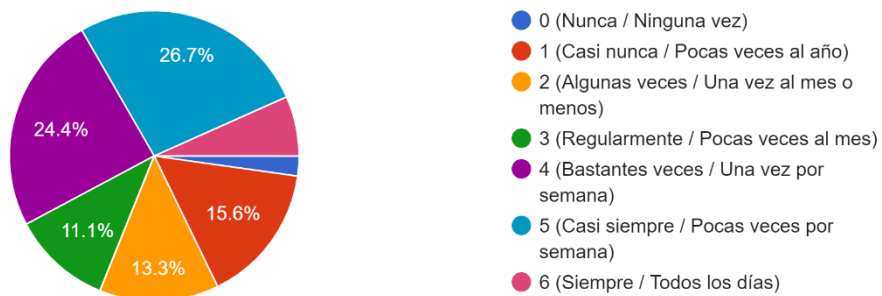 26.7%
24.4%
15.6%
11.1%
13.3%
0 (Nunca / Ninguna vez)
1 (Casi nunca / Pocas veces al año)
2 (Algunas veces / Una vez al mes o
menos)
3 (Regularmente / Pocas veces al mes)
4 (Bastantes veces / Una vez por
semana)
5 (Casi siempre / Pocas veces por
semana)
6 (Siempre / Todos los días)